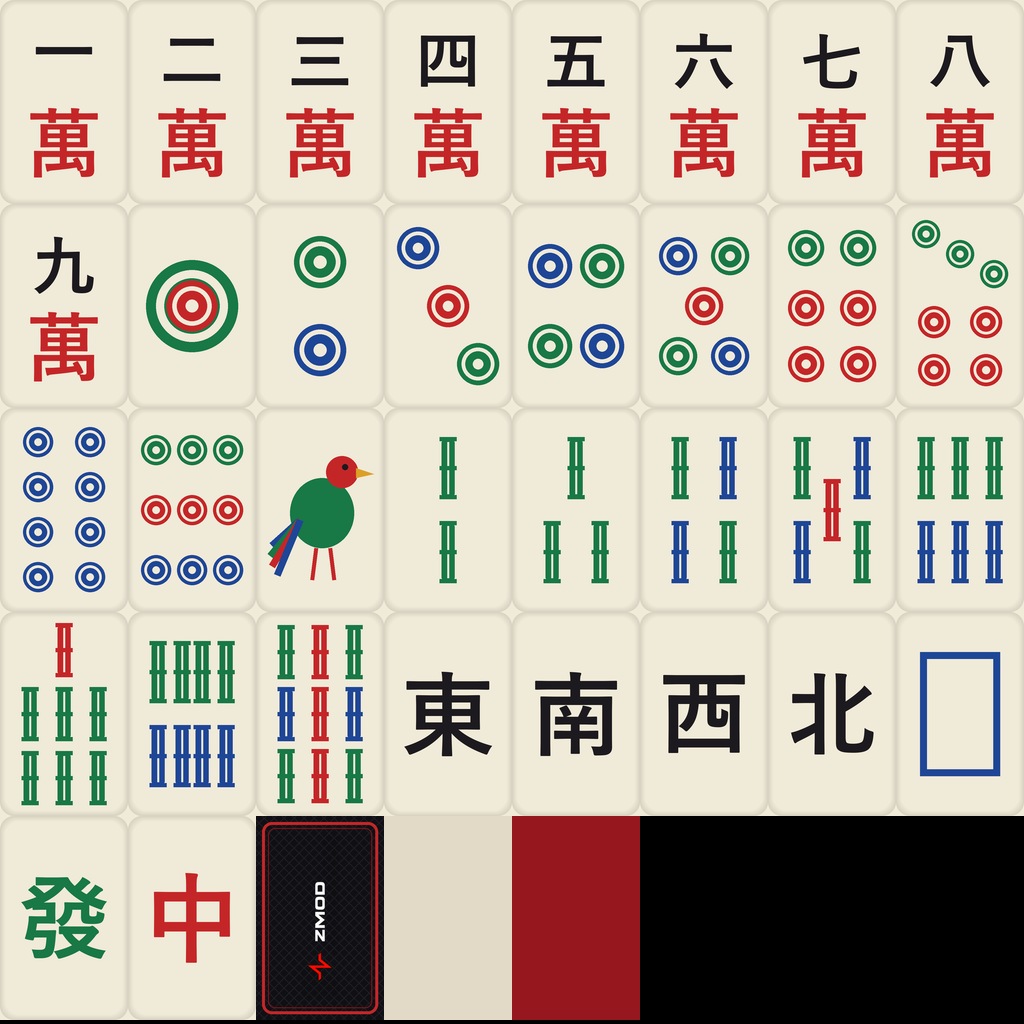 一 二 三 四 五 六 七 八
萬 萬 萬 萬 萬 萬 萬 萬
九
萬
東 南 西 北
發 中
ZMOD